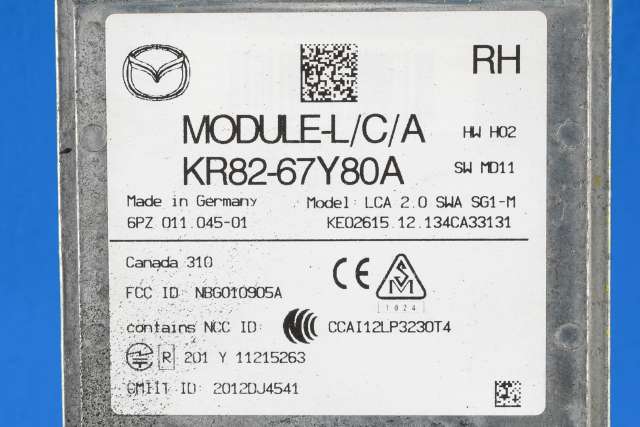 RH
MODULE-L/C/A HW H02
KR82-67Y80A SW MD11
Made in Germany Model: LCA 2.0 SWA SG1-M
6PZ 011.045-01 KE02615.12.134CA33131
Canada 310
CE
S M
1024
FCC ID: NBG010905A
contains NCC ID: CCAI12LP3230T4
R 201 Y 11215263
CMIIT ID: 2012DJ4541